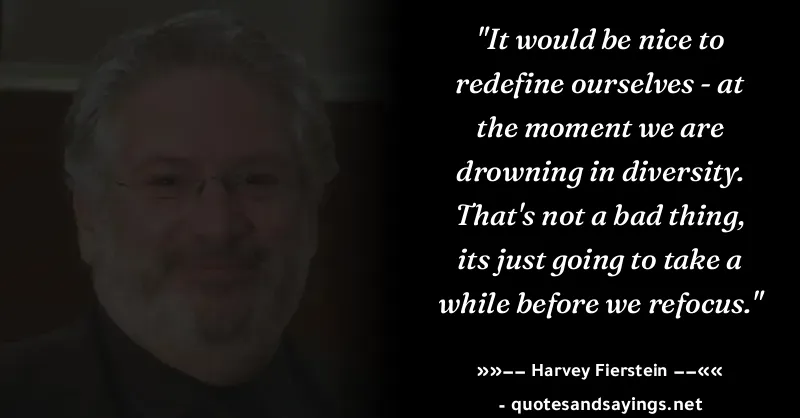 "It would be nice to
redefine ourselves - at
the moment we are
drowning in diversity.
That's not a bad thing,
its just going to take a
while before we refocus."
»»−− Harvey Fierstein −−««
- quotesandsayings.net